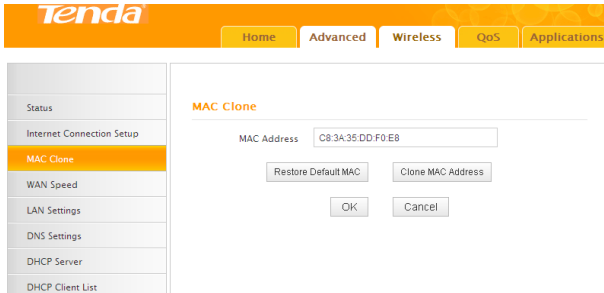 Tenda
Home Advanced Wireless QoS Applications
Status
Internet Connection Setup
MAC Clone
WAN Speed
LAN Settings
DNS Settings
DHCP Server
DHCP Client List
MAC Clone
MAC Address C8:3A:35:DD:F0:E8
Restore Default MAC Clone MAC Address
OK Cancel